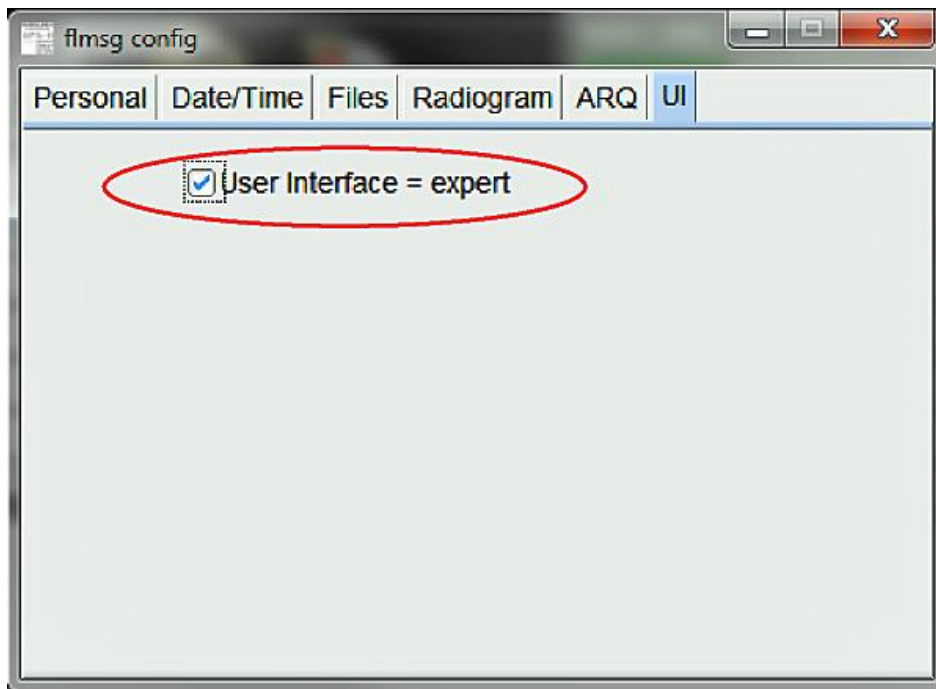 flmsg config
Personal Date/Time Files Radiogram ARQ UI
User Interface = expert